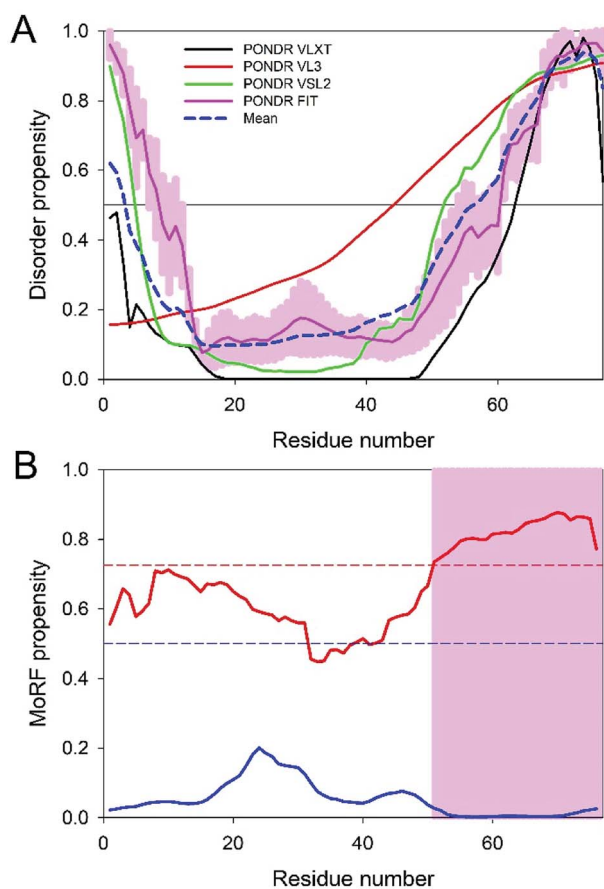 A
1.0
0.8
0.6
0.4
0.2
0.0
Disorder propensity
PONDR VLXT
PONDR VL3
PONDR VSL2
PONDR FIT
Mean
0
20
40
60
Residue number
B
1.0
0.8
0.6
0.4
0.2
0.0
MoRF propensity
0
20
40
60
Residue number